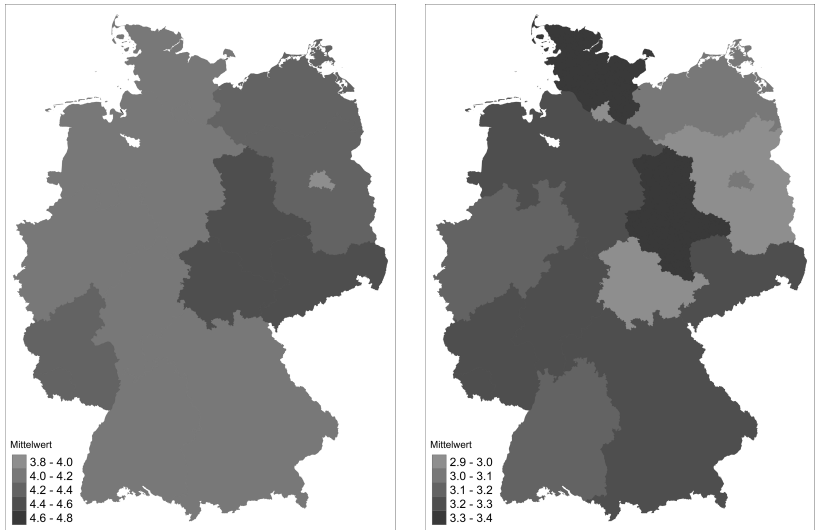 Mittelwert
3.8 - 4.0
4.0 - 4.2
4.2 - 4.4
4.4 - 4.6
4.6 - 4.8
Mittelwert
2.9 - 3.0
3.0 - 3.1
3.1 - 3.2
3.2 - 3.3
3.3 - 3.4